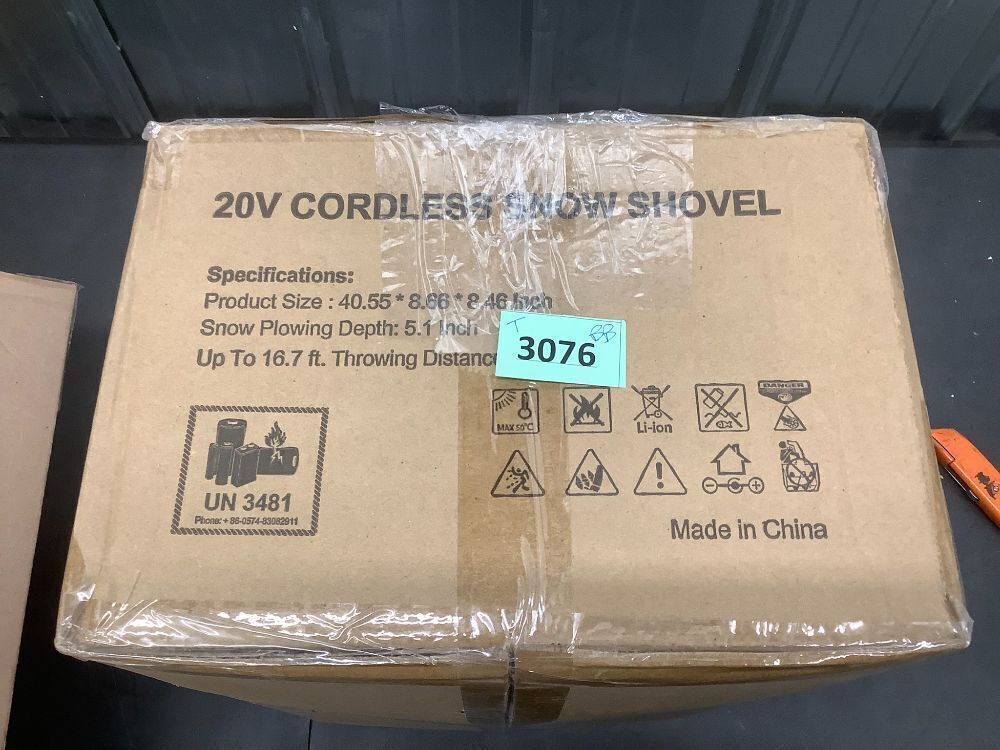 20V CORDLESS SNOW SHOVEL
Specifications:
Product Size : 40.55 * 8.66 * 8.46 Inch
Snow Plowing Depth: 5.1 Inch
Up To 16.7 ft. Throwing Distance
T BB
3076
MAX 50°C
Li-ion
DANGER
UN 3481
Phone: + 86-0574-83082911
Made in China